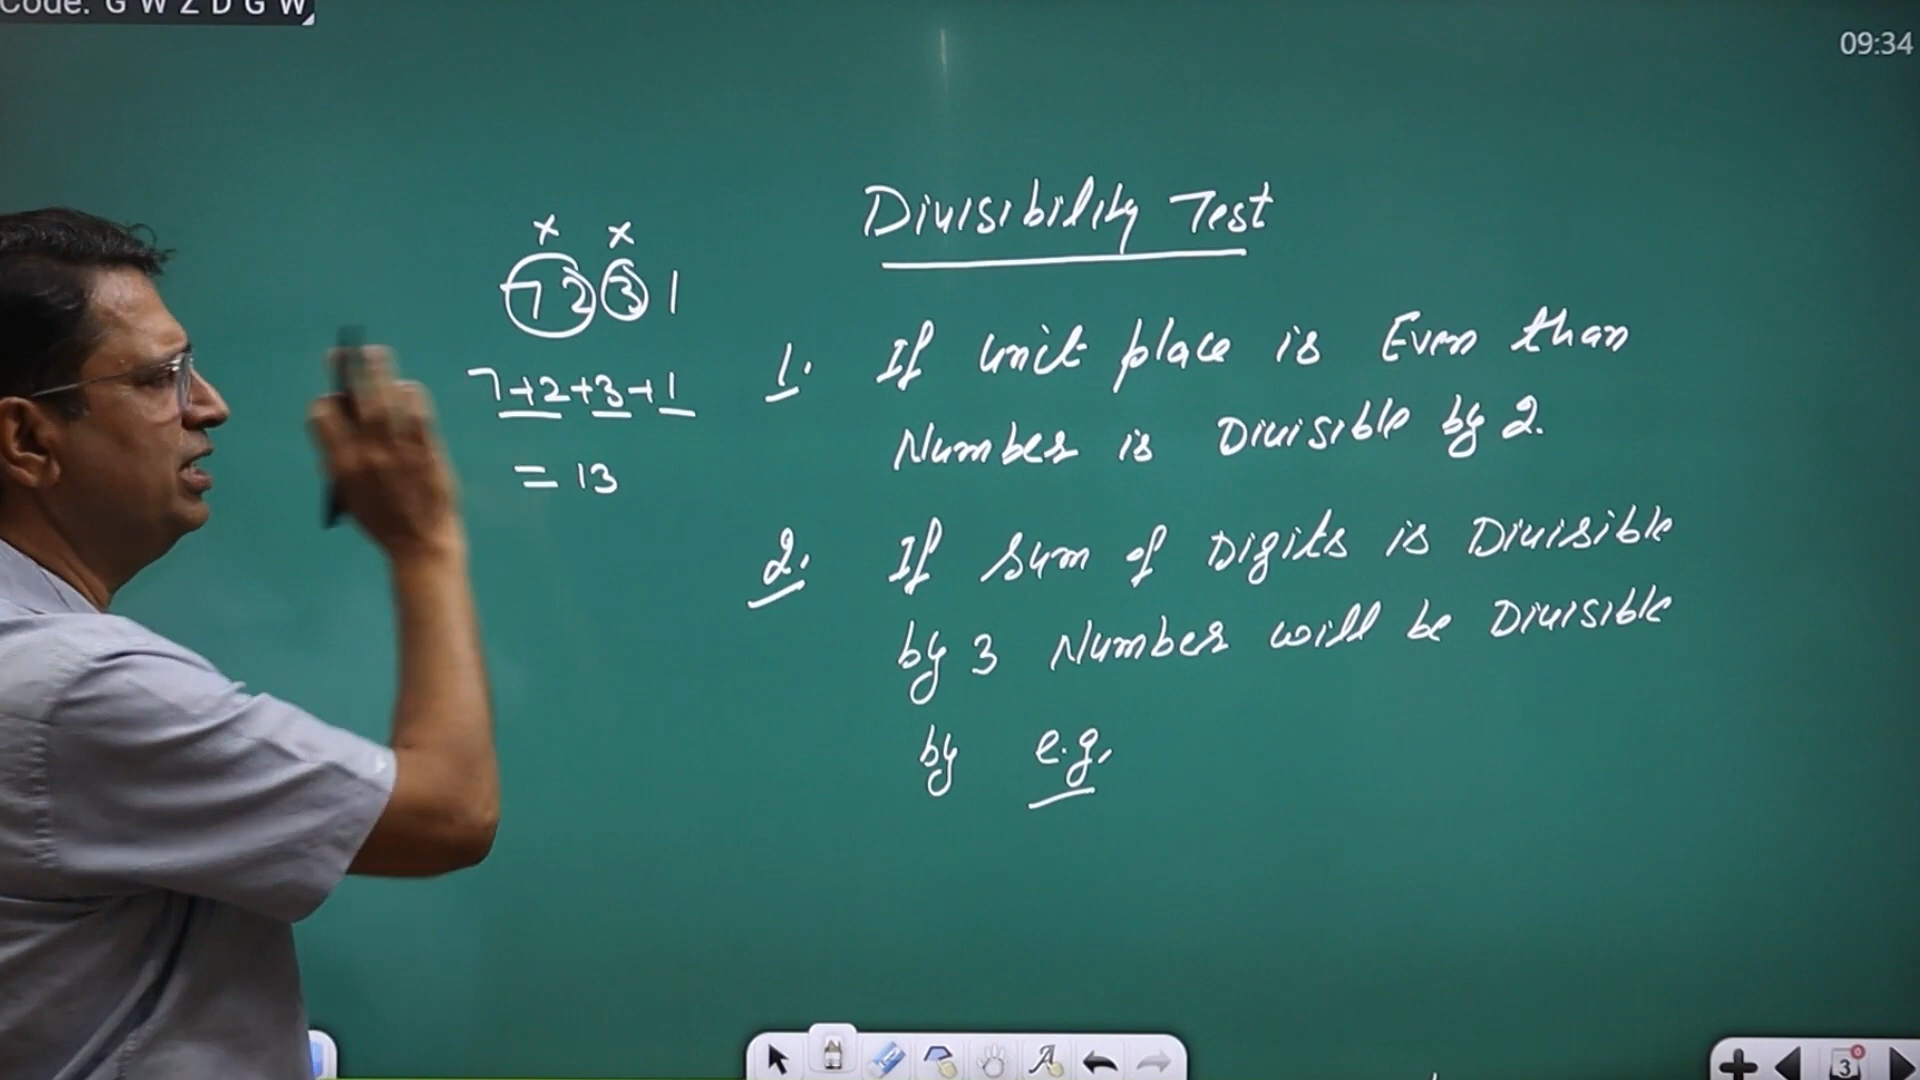 Code: G W Z D G W
09:34
Divisibility Test
x x
7 2 3 1
7+2+3+1
= 13
1. If unit place is Even than
Number is Divisible by 2.
2. If sum of Digits is Divisible
by 3 Number will be Divisible
by e.g.
3
0